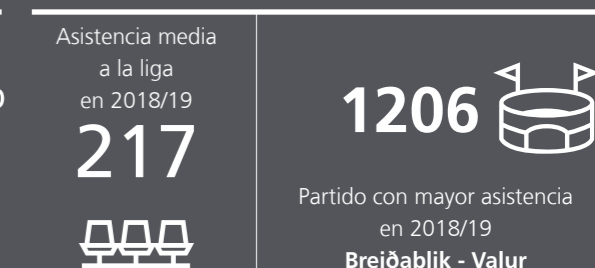 Asistencia media
a la liga
en 2018/19
217
1206
Partido con mayor asistencia
en 2018/19
Breiðablik - Valur